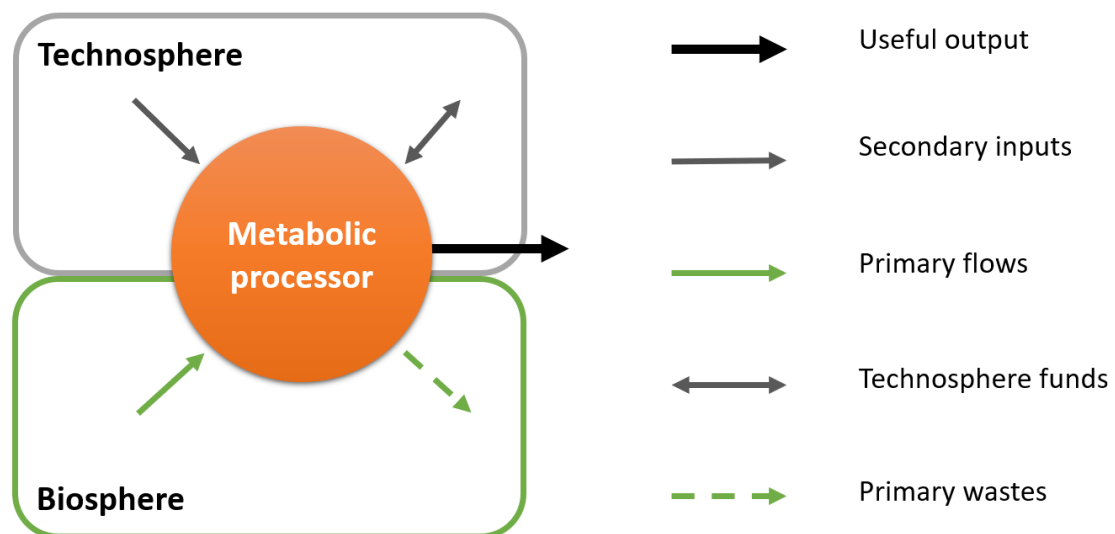 Technosphere
Metabolic
processor
Biosphere
Useful output
Secondary inputs
Primary flows
Technosphere funds
Primary wastes